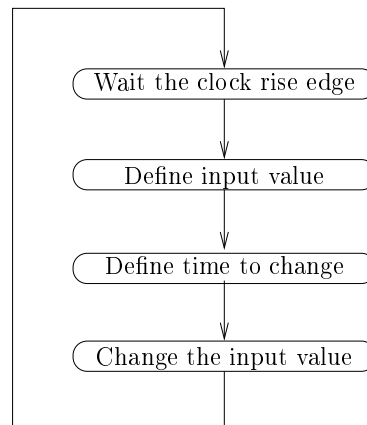 Wait the clock rise edge
Define input value
Define time to change
Change the input value